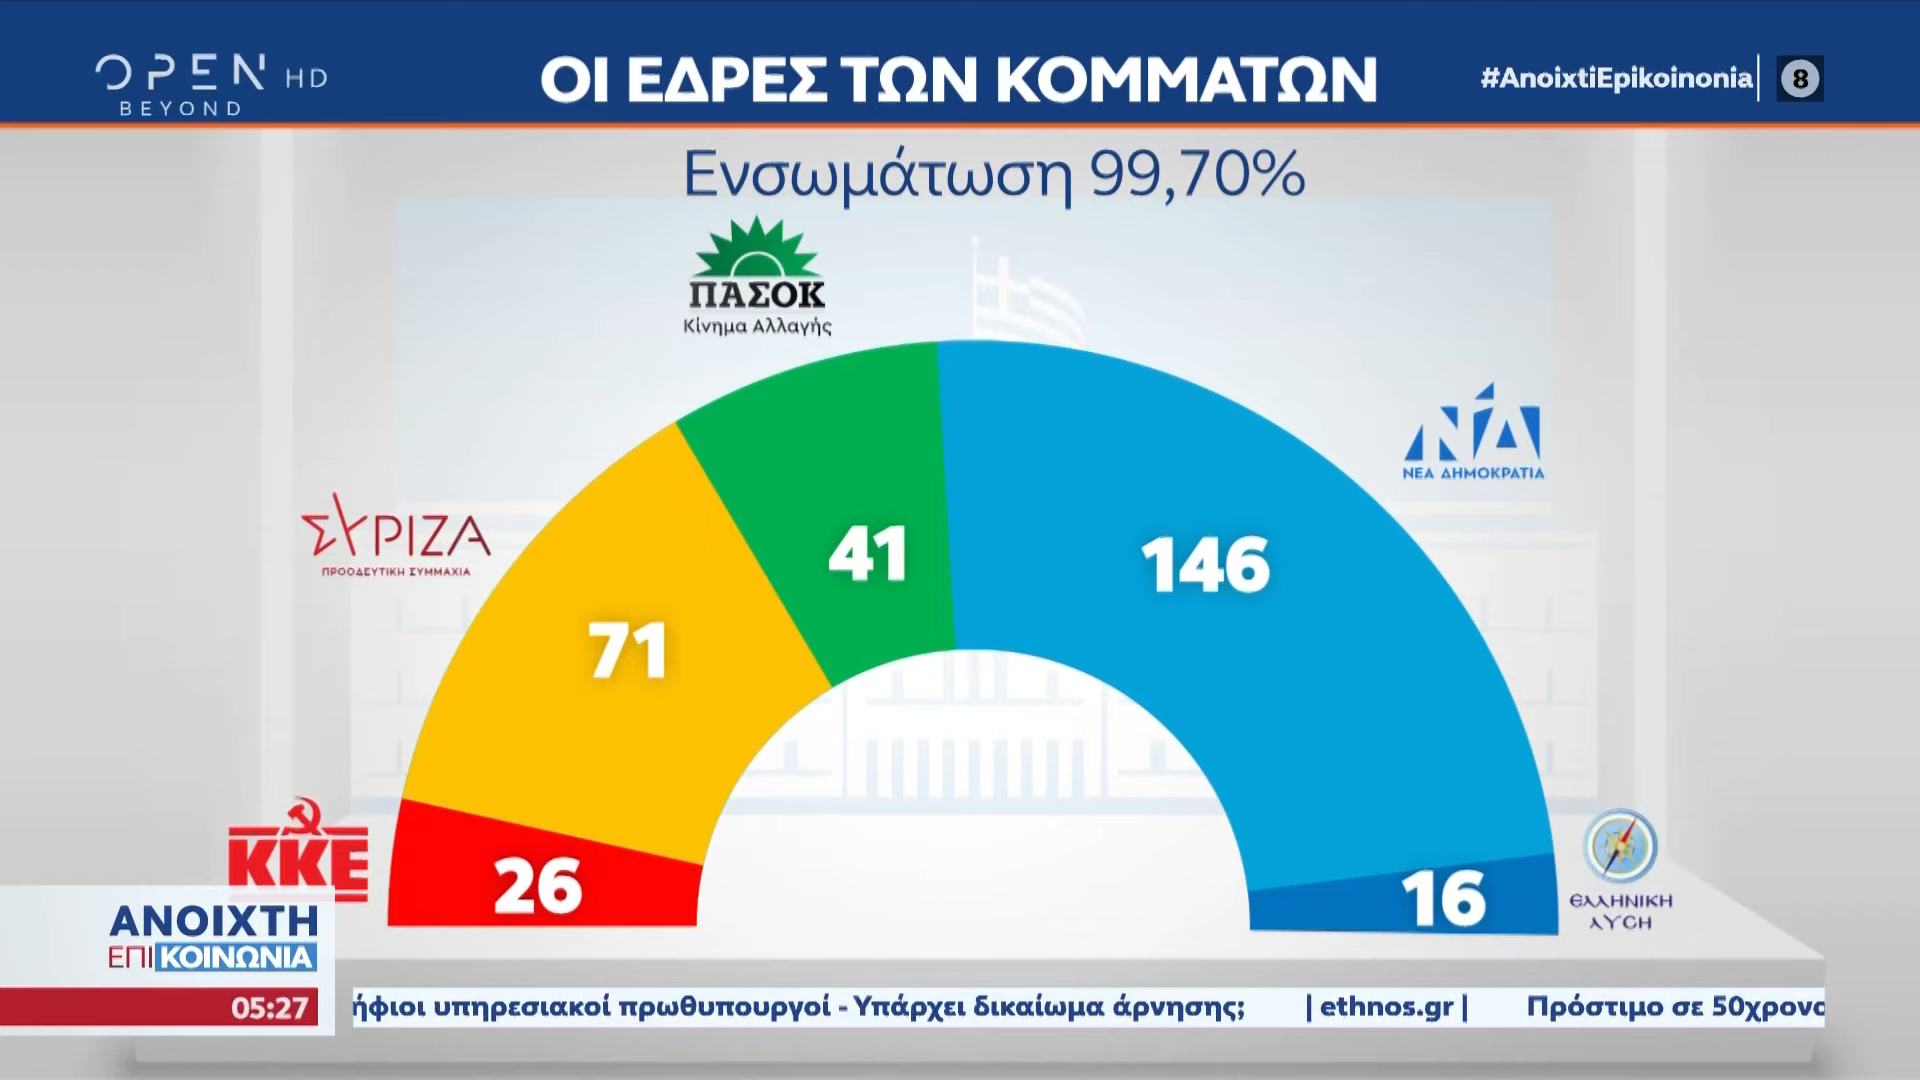 OPEN HD
BEYOND
ΟΙ ΕΔΡΕΣ ΤΩΝ ΚΟΜΜΑΤΩΝ
#AnoixtiEpikoinonia
8
Ενσωμάτωση 99,70%
ΠΑΣΟΚ
Κίνημα Αλλαγής
ΝΔ
ΝΕΑ ΔΗΜΟΚΡΑΤΙΑ
ΣΥΡΙΖΑ
ΠΡΟΟΔΕΥΤΙΚΗ ΣΥΜΜΑΧΙΑ
41
146
71
ΚΚΕ
26
16
ΕΛΛΗΝΙΚΗ
ΛΥΣΗ
ΑΝΟΙΧΤΗ
ΕΠΙΚΟΙΝΩΝΙΑ
05:27
ήφιοι υπηρεσιακοί πρωθυπουργοί - Υπάρχει δικαίωμα άρνησης; | ethnos.gr | Πρόστιμο σε 50χρονο